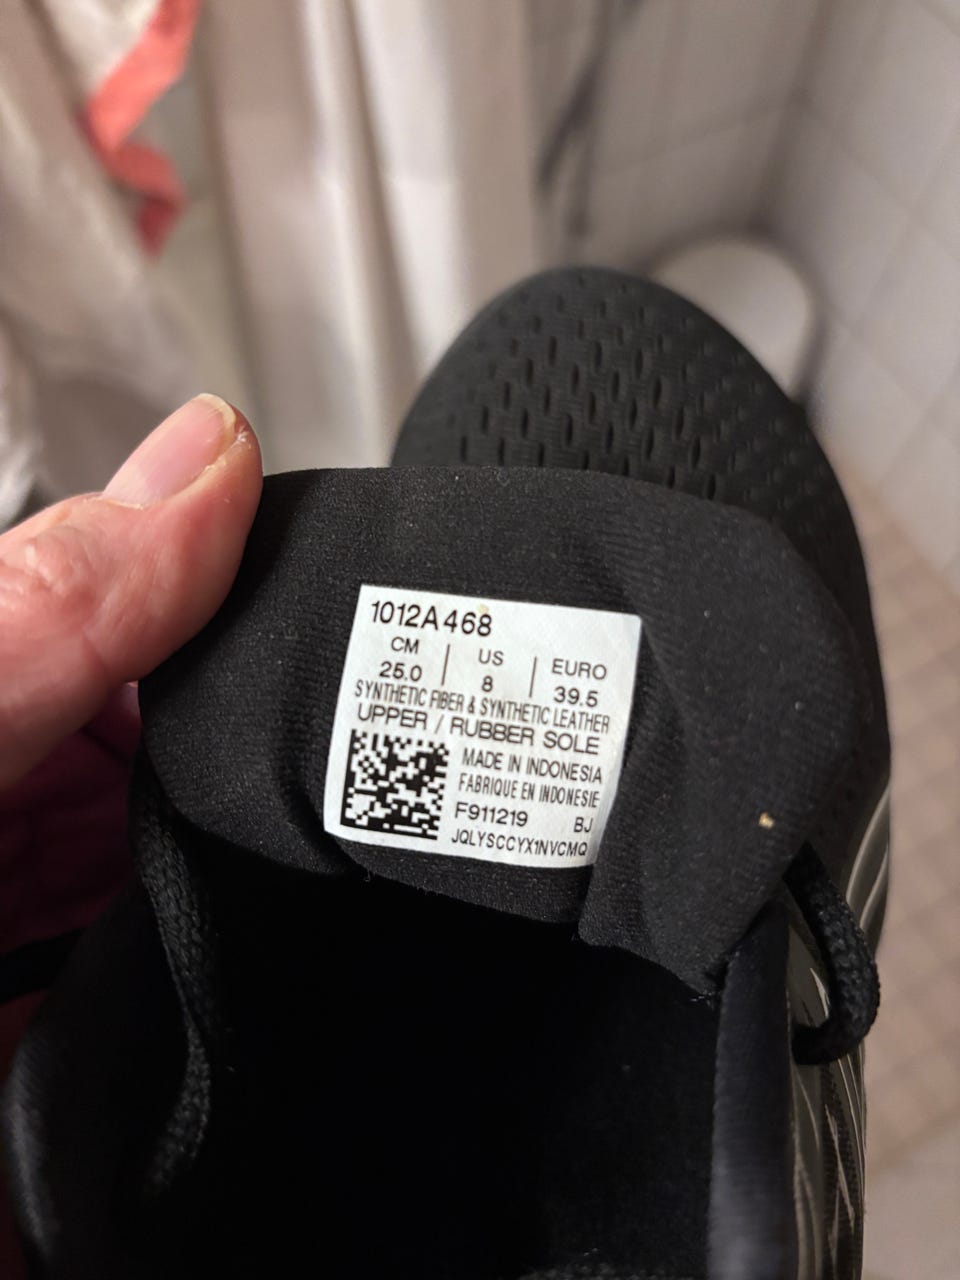 1012A468
CM | US | EURO
25.0 | 8 | 39.5
SYNTHETIC FIBER & SYNTHETIC LEATHER
UPPER / RUBBER SOLE
MADE IN INDONESIA
FABRIQUE EN INDONESIE
F911219 BJ
JQLYSCCYX1NVCMQ